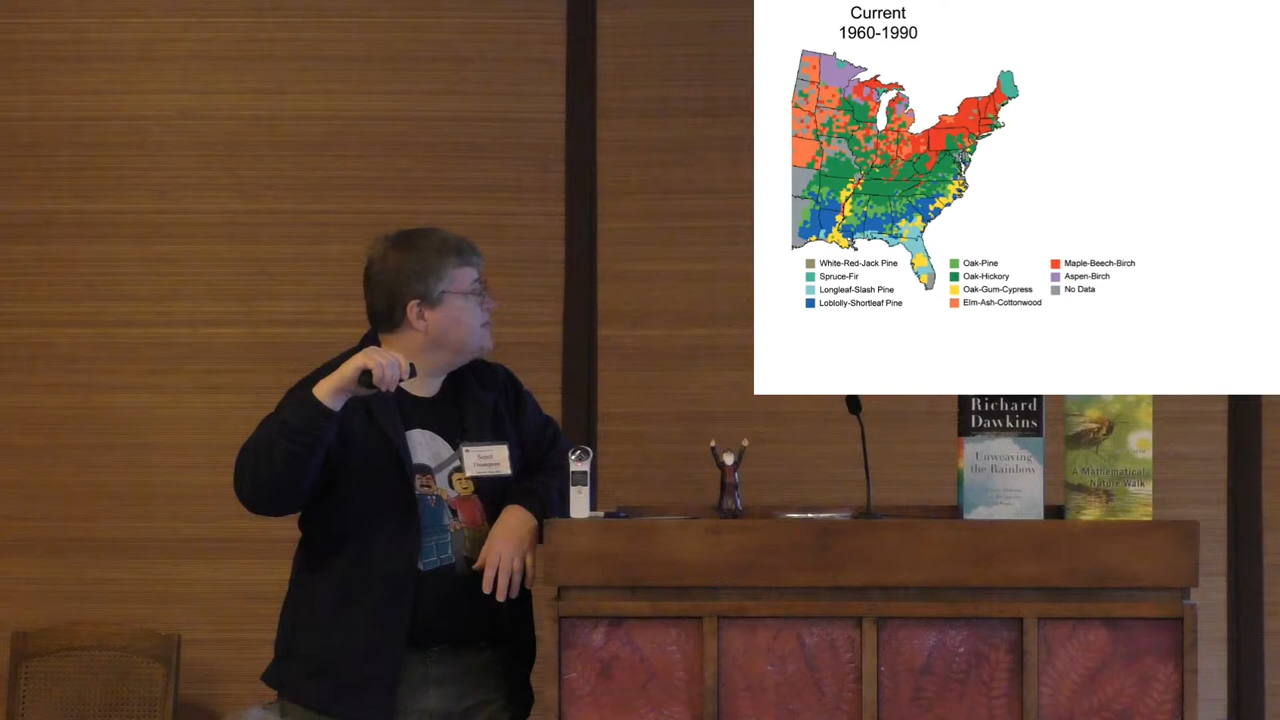 Current
1960-1990
White-Red-Jack Pine
Spruce-Fir
Longleaf-Slash Pine
Loblolly-Shortleaf Pine
Oak-Pine
Oak-Hickory
Oak-Gum-Cypress
Elm-Ash-Cottonwood
Maple-Beech-Birch
Aspen-Birch
No Data
Richard
Dawkins
Unweaving
the Rainbow
A Mathematical
Nature Walk